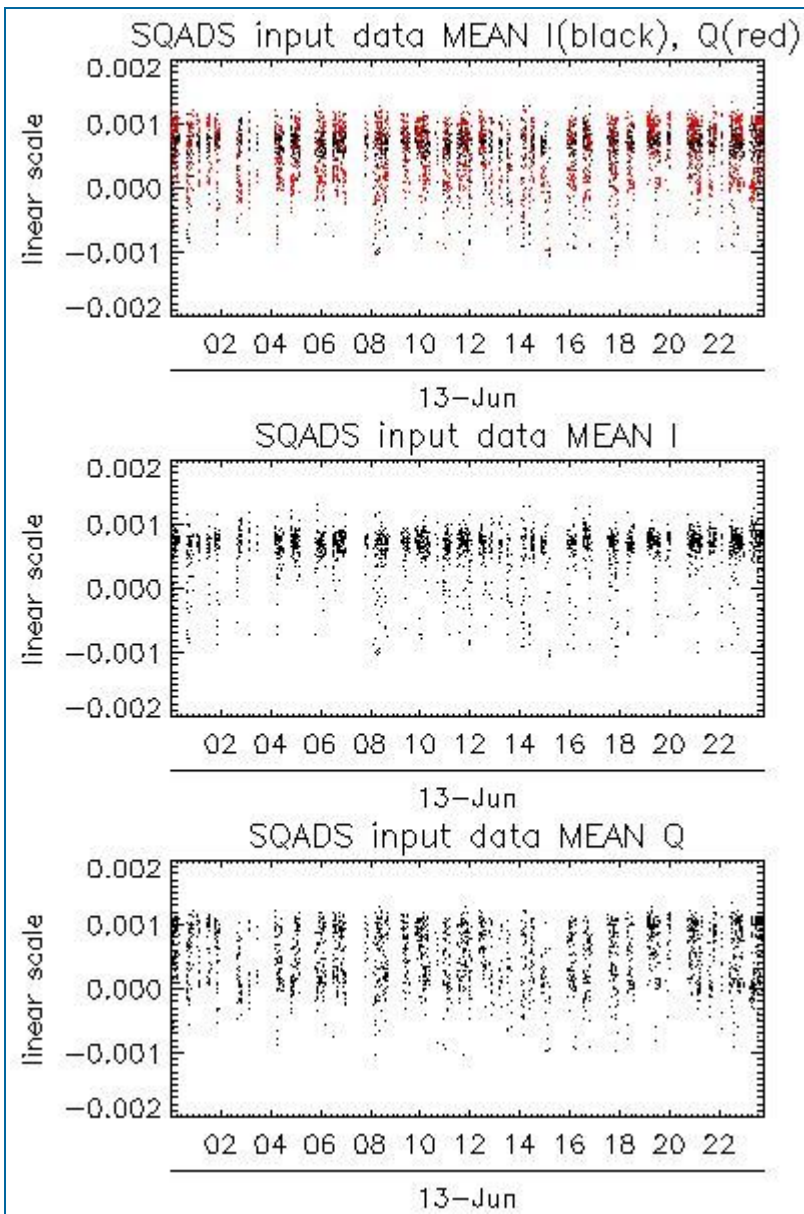 SQADS input data MEAN I(black), Q(red)
0.002
0.001
0.000
−0.001
−0.002
linear scale
02 04 06 08 10 12 14 16 18 20 22
13−Jun
SQADS input data MEAN I
0.002
0.001
0.000
−0.001
−0.002
linear scale
02 04 06 08 10 12 14 16 18 20 22
13−Jun
SQADS input data MEAN Q
0.002
0.001
0.000
−0.001
−0.002
linear scale
02 04 06 08 10 12 14 16 18 20 22
13−Jun